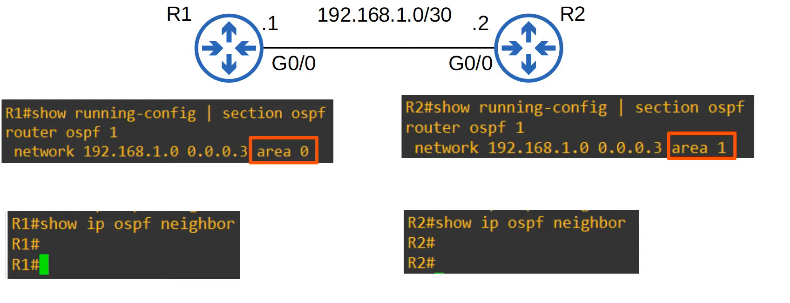 R1
192.168.1.0/30
R2
.1
.2
G0/0
G0/0
R1#show running-config | section ospf
router ospf 1
network 192.168.1.0 0.0.0.3 area 0
R2#show running-config | section ospf
router ospf 1
network 192.168.1.0 0.0.0.3 area 1
R1#show ip ospf neighbor
R1#
R1#
R2#show ip ospf neighbor
R2#
R2#